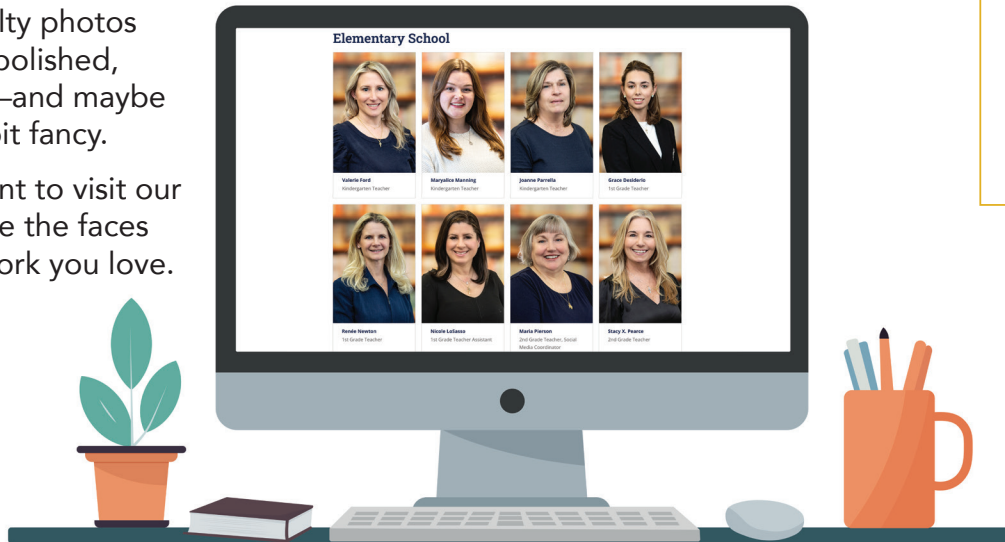 lty photos
polished,
–and maybe
bit fancy.
nt to visit our
e the faces
ork you love.
Elementary School
Valerie Ford
Kindergarten Teacher
Maryalice Manning
Kindergarten Teacher
Joanne Parrella
Kindergarten Teacher
Grace Desiderio
1st Grade Teacher
Renée Newton
1st Grade Teacher
Nicole LoIasso
1st Grade Teacher Assistant
Maria Pierson
2nd Grade Teacher, Social
Media Coordinator
Stacy X. Pearce
2nd Grade Teacher